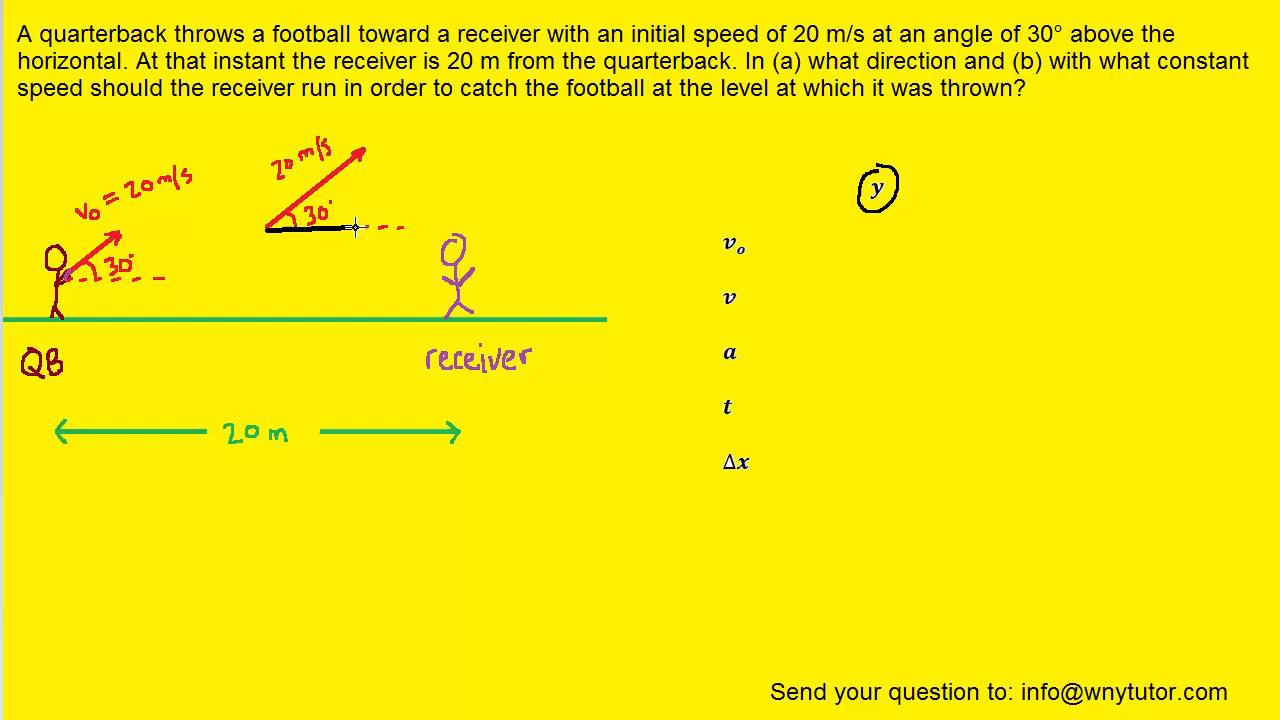 A quarterback throws a football toward a receiver with an initial speed of 20 m/s at an angle of 30° above the
horizontal. At that instant the receiver is 20 m from the quarterback. In (a) what direction and (b) with what constant
speed should the receiver run in order to catch the football at the level at which it was thrown?
v₀ = 20 m/s
30°
20 m/s
30°
QB
receiver
20 m
y
vₒ
v
a
t
Δx
Send your question to: info@wnytutor.com